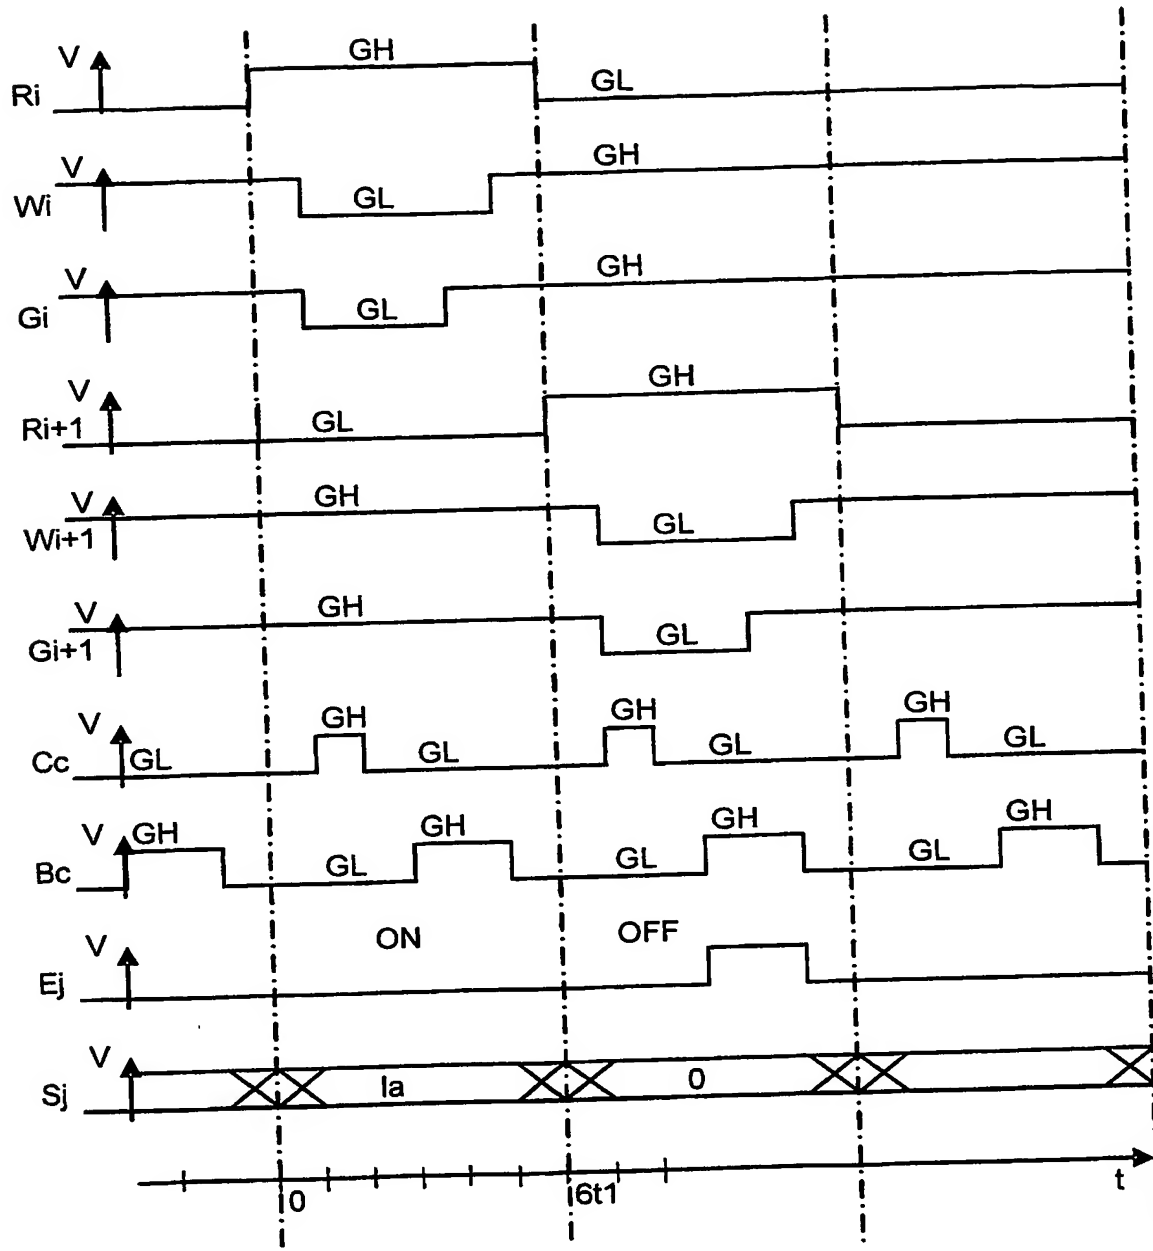 V GH
Ri GL
V GH
Wi GL
V GH
Gi GL
V GH
Ri+1 GL
V GH
Wi+1 GL
V GH
Gi+1 GL
V GH GH GH
Cc GL GL GL GL
V GH GH GH GH
Bc GL GL GL
V ON OFF
Ej
V
Sj Ia 0
0 6t1 t